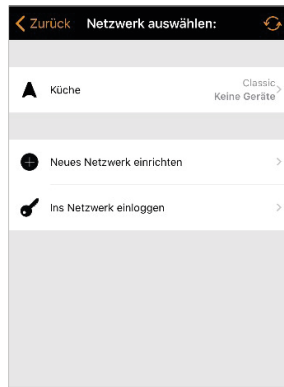 Zurück Netzwerk auswählen:
Küche
Classic
Keine Geräte
Neues Netzwerk einrichten
Ins Netzwerk einloggen